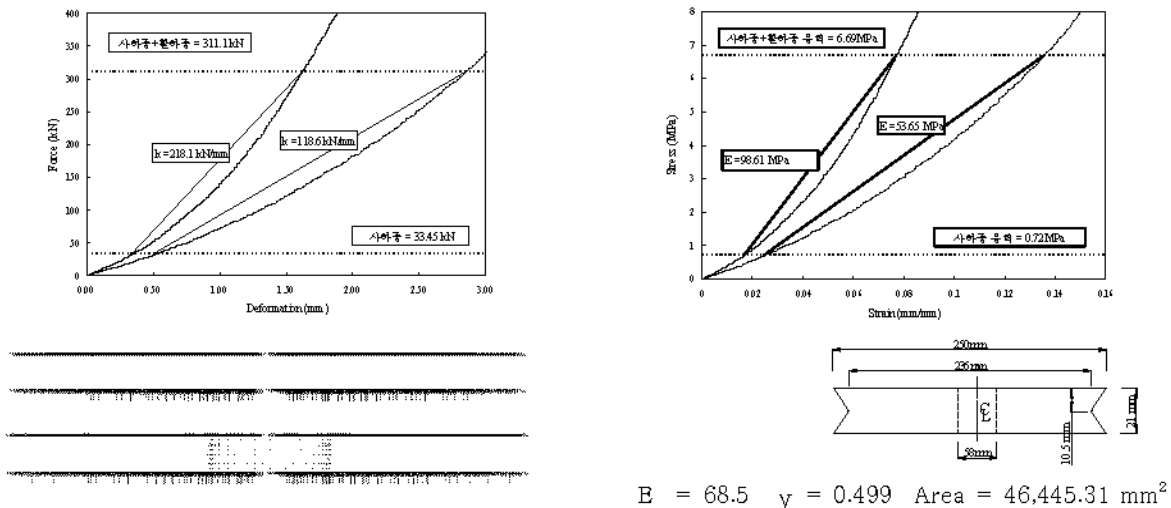 400
350
300
250
200
150
100
50
0
Force (kN)
사하중+활하중 = 311.1 kN
k =218.1 kN/mm
k =118.6 kN/mm
사하중 = 33.45 kN
0.00 0.50 1.00 1.50 2.00 2.50 3.00
Deformation (mm)
8
7
6
5
4
3
2
1
0
Stress (MPa)
사하중+활하중 응력 = 6.69MPa
E = 53.65 MPa
E = 98.61 MPa
사하중 응력 = 0.72MPa
0 0.02 0.04 0.06 0.08 0.1 0.12 0.14 0.16
Strain (mm/mm)
250mm
236mm
CL
58mm
10.5mm
21 mm
E = 68.5 ν = 0.499 Area = 46,445.31 mm²